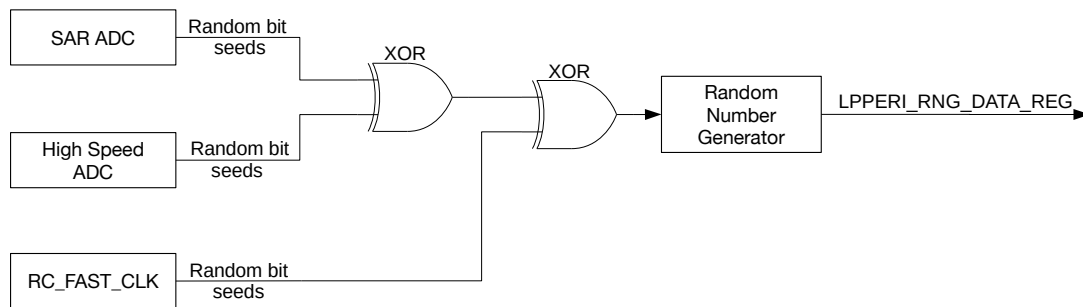 SAR ADC
Random bit
seeds
XOR
XOR
Random
Number
Generator
LPPERI_RNG_DATA_REG
High Speed
ADC
Random bit
seeds
RC_FAST_CLK
Random bit
seeds